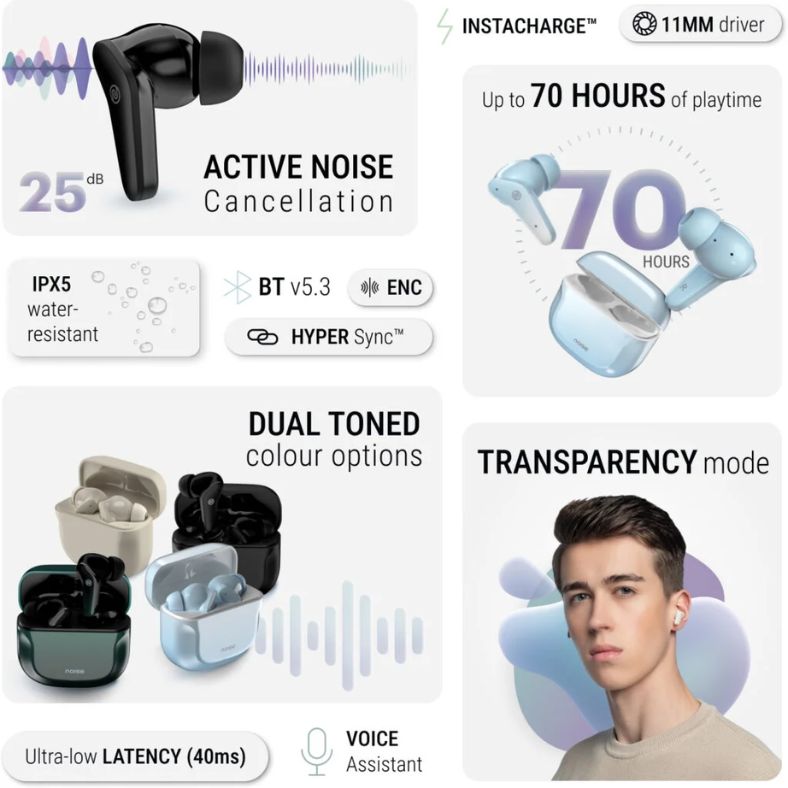 INSTACHARGE™
11MM driver
25 dB
ACTIVE NOISE
Cancellation
Up to 70 HOURS of playtime
70
HOURS
noise
IPX5
water-
resistant
BT v5.3
ENC
HYPER Sync™
DUAL TONED
colour options
noise
noise
TRANSPARENCY mode
Ultra-low LATENCY (40ms)
VOICE
Assistant